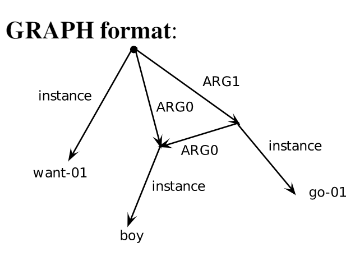 GRAPH format:
ARG1
instance
ARG0
instance
ARG0
want-01
instance
go-01
boy